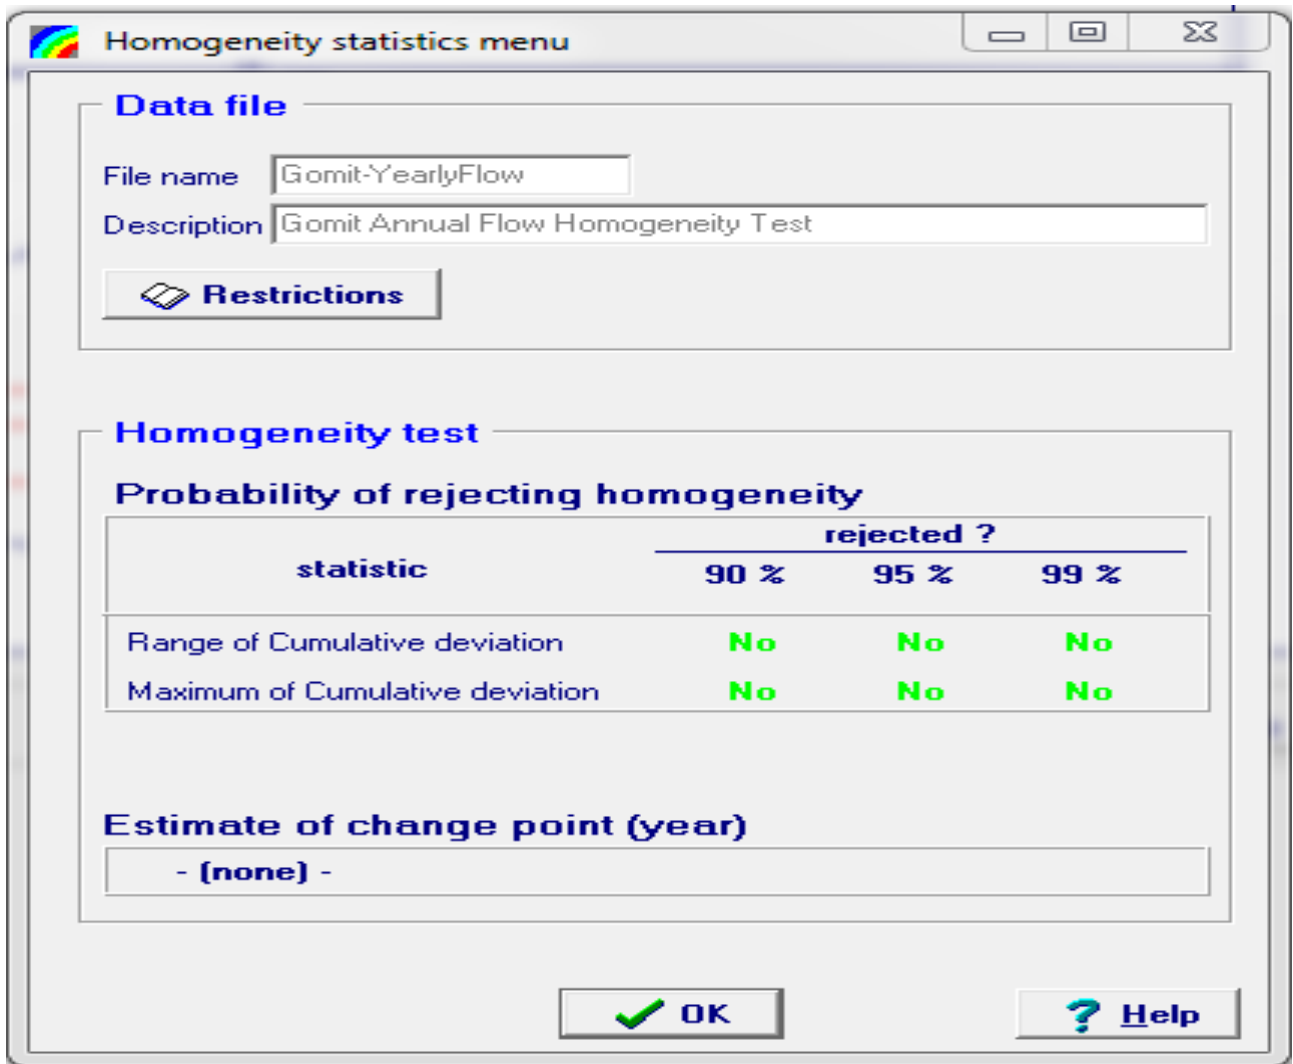 Homogeneity statistics menu
Data file
File name Gomit-YearlyFlow
Description Gomit Annual Flow Homogeneity Test
Restrictions
Homogeneity test
Probability of rejecting homogeneity
rejected ?
statistic 90 % 95 % 99 %
Range of Cumulative deviation No No No
Maximum of Cumulative deviation No No No
Estimate of change point (year)
- (none) -
OK Help